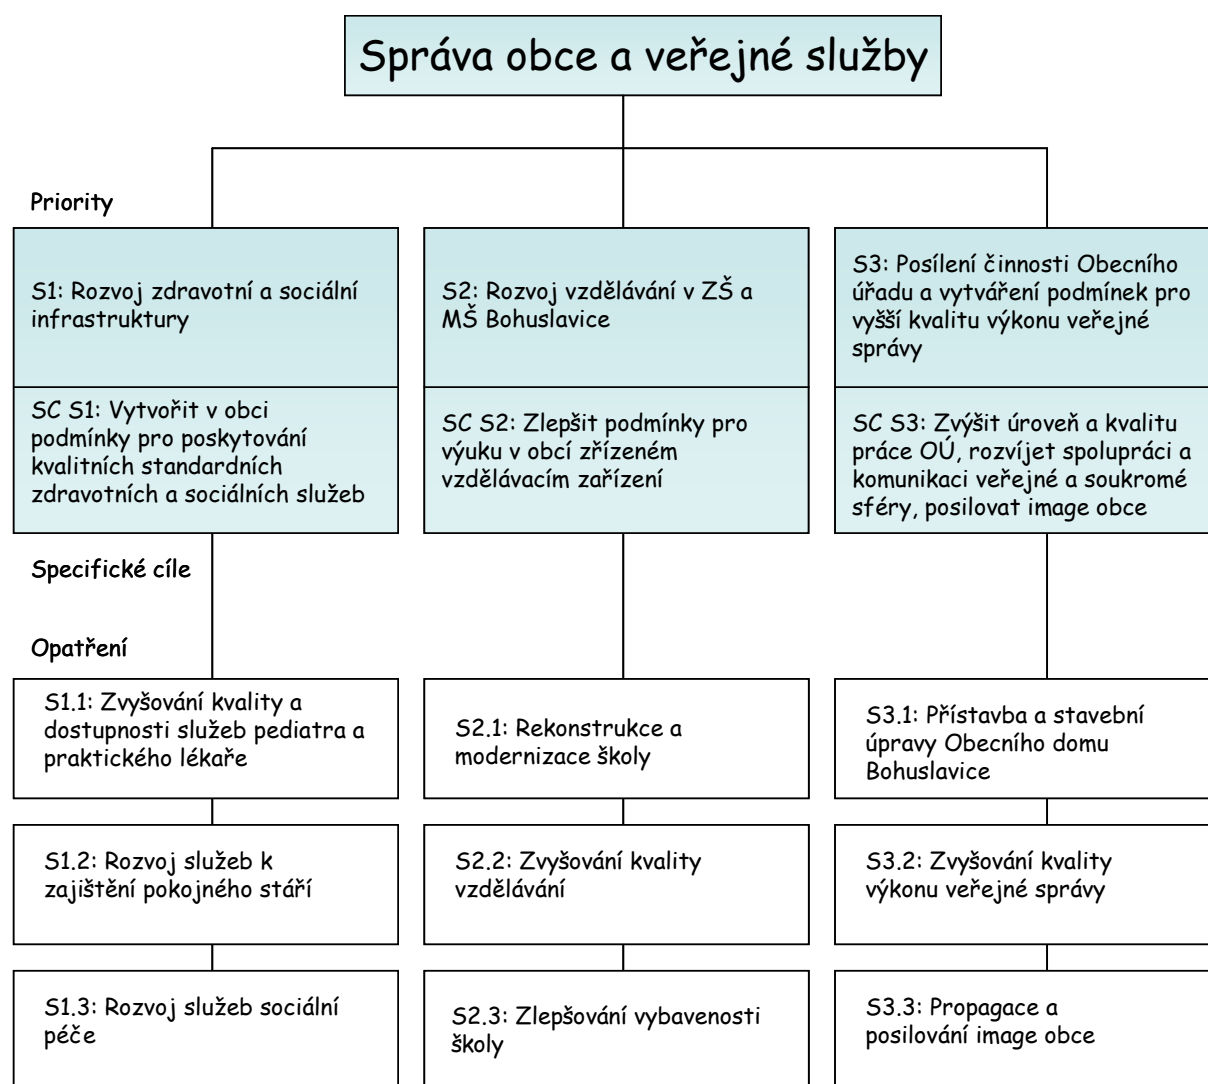 Správa obce a veřejné služby
Priority
S1: Rozvoj zdravotní a sociální
infrastruktury
S2: Rozvoj vzdělávání v ZŠ a
MŠ Bohuslavice
S3: Posílení činnosti Obecního
úřadu a vytváření podmínek pro
vyšší kvalitu výkonu veřejné
správy
SC S1: Vytvořit v obci
podmínky pro poskytování
kvalitních standardních
zdravotních a sociálních služeb
SC S2: Zlepšit podmínky pro
výuku v obcí zřízeném
vzdělávacím zařízení
SC S3: Zvýšit úroveň a kvalitu
práce OÚ, rozvíjet spolupráci a
komunikaci veřejné a soukromé
sféry, posilovat image obce
Specifické cíle
Opatření
S1.1: Zvyšování kvality a
dostupnosti služeb pediatra a
praktického lékaře
S2.1: Rekonstrukce a
modernizace školy
S3.1: Přístavba a stavební
úpravy Obecního domu
Bohuslavice
S1.2: Rozvoj služeb k
zajištění pokojného stáří
S2.2: Zvyšování kvality
vzdělávání
S3.2: Zvyšování kvality
výkonu veřejné správy
S1.3: Rozvoj služeb sociální
péče
S2.3: Zlepšování vybavenosti
školy
S3.3: Propagace a
posilování image obce